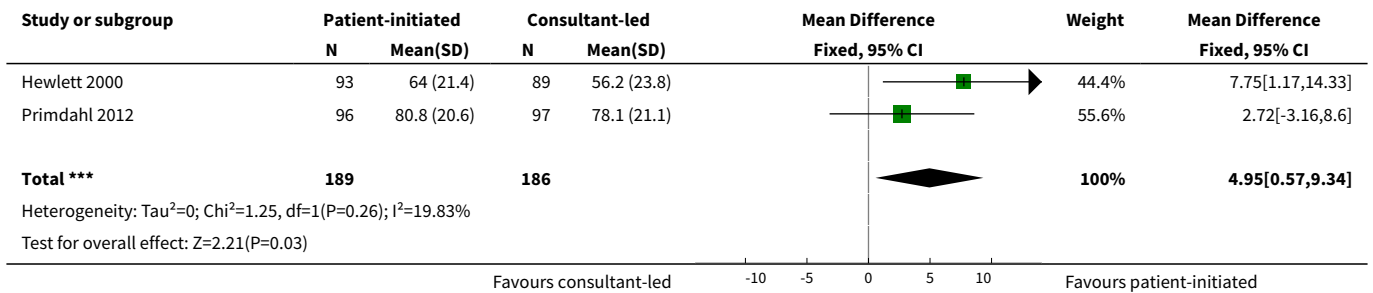 Study or subgroup Patient-initiated Consultant-led Mean Difference Weight Mean Difference
N Mean(SD) N Mean(SD) Fixed, 95% CI Fixed, 95% CI
Hewlett 2000 93 64 (21.4) 89 56.2 (23.8) 44.4% 7.75[1.17,14.33]
Primdahl 2012 96 80.8 (20.6) 97 78.1 (21.1) 55.6% 2.72[-3.16,8.6]
Total *** 189 186 100% 4.95[0.57,9.34]
Heterogeneity: Tau²=0; Chi²=1.25, df=1(P=0.26); I²=19.83%
Test for overall effect: Z=2.21(P=0.03)
Favours consultant-led -10 -5 0 5 10 Favours patient-initiated